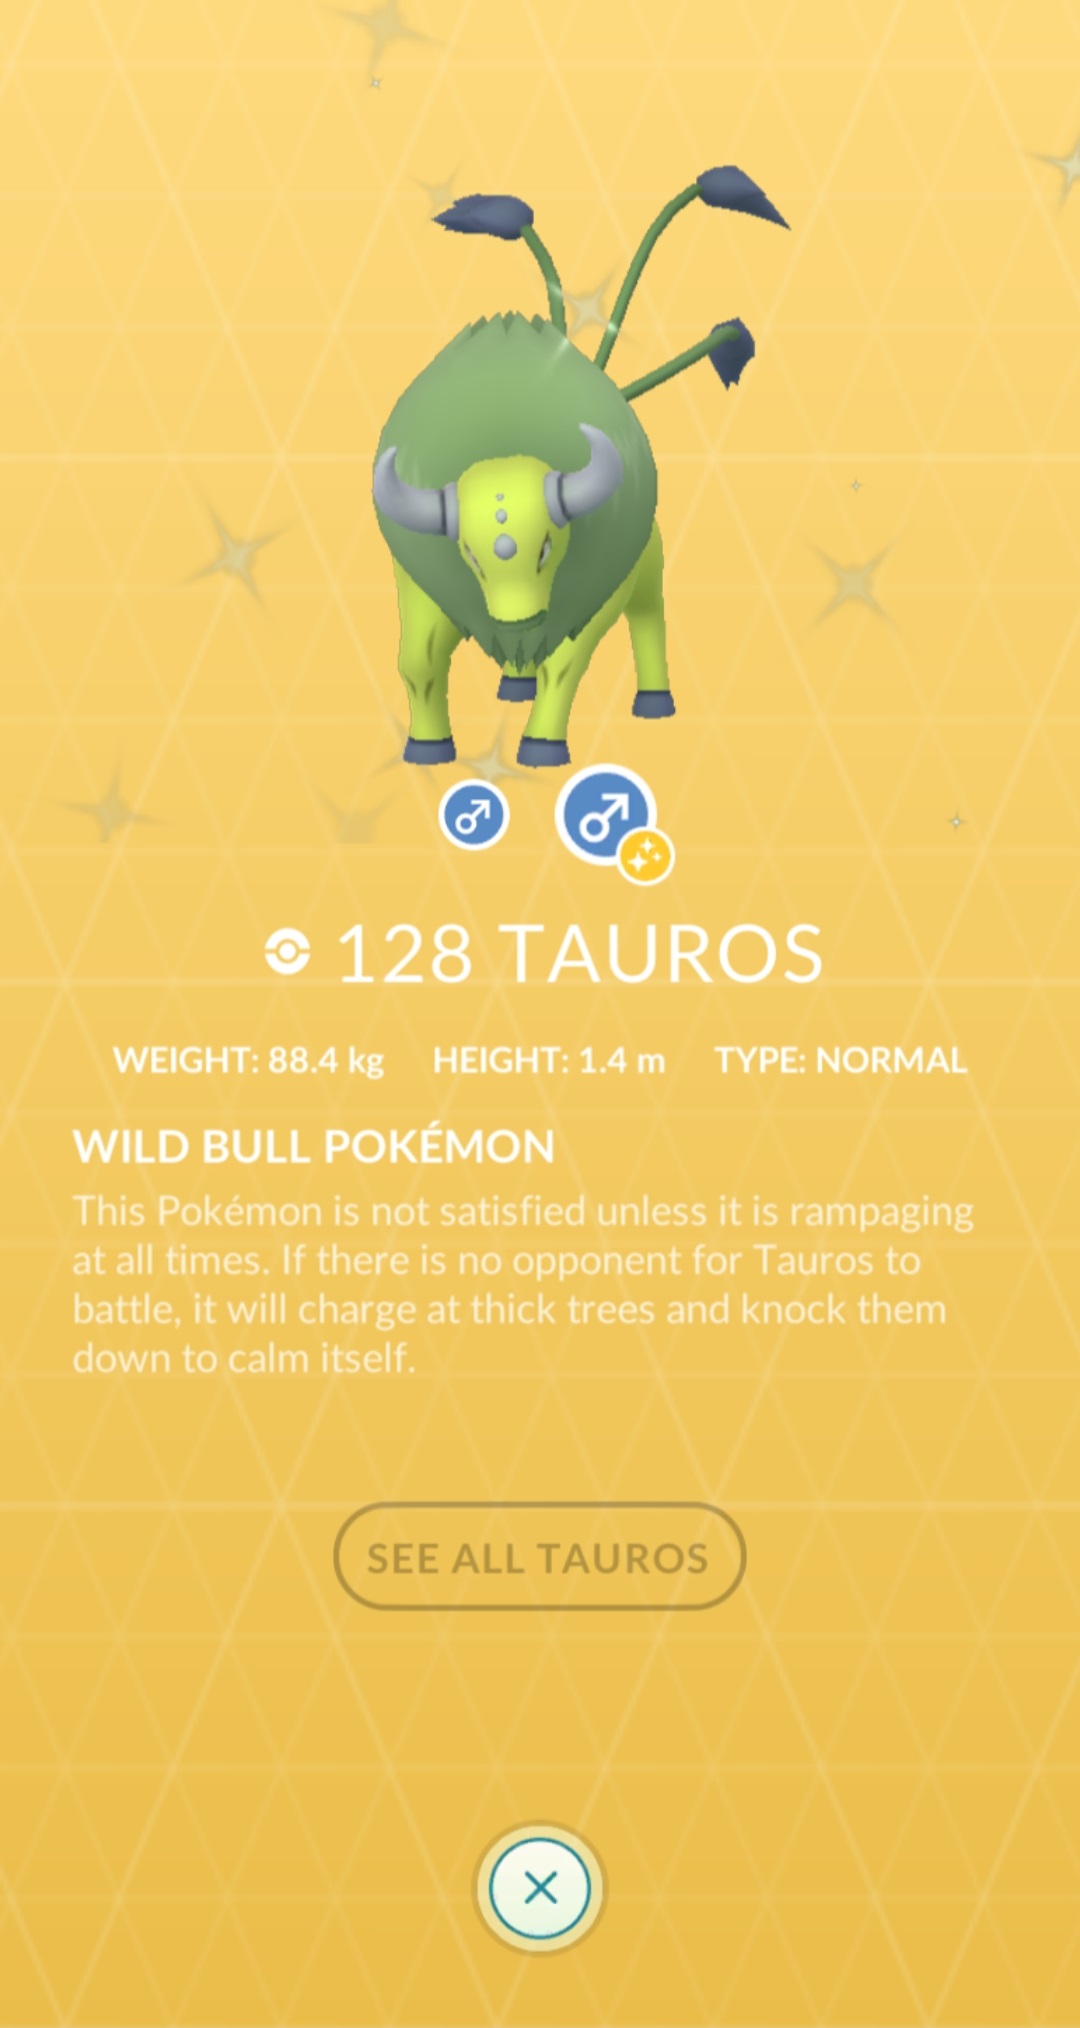 128 TAUROS
WEIGHT: 88.4 kg HEIGHT: 1.4 m TYPE: NORMAL
WILD BULL POKÉMON
This Pokémon is not satisfied unless it is rampaging
at all times. If there is no opponent for Tauros to
battle, it will charge at thick trees and knock them
down to calm itself.
SEE ALL TAUROS